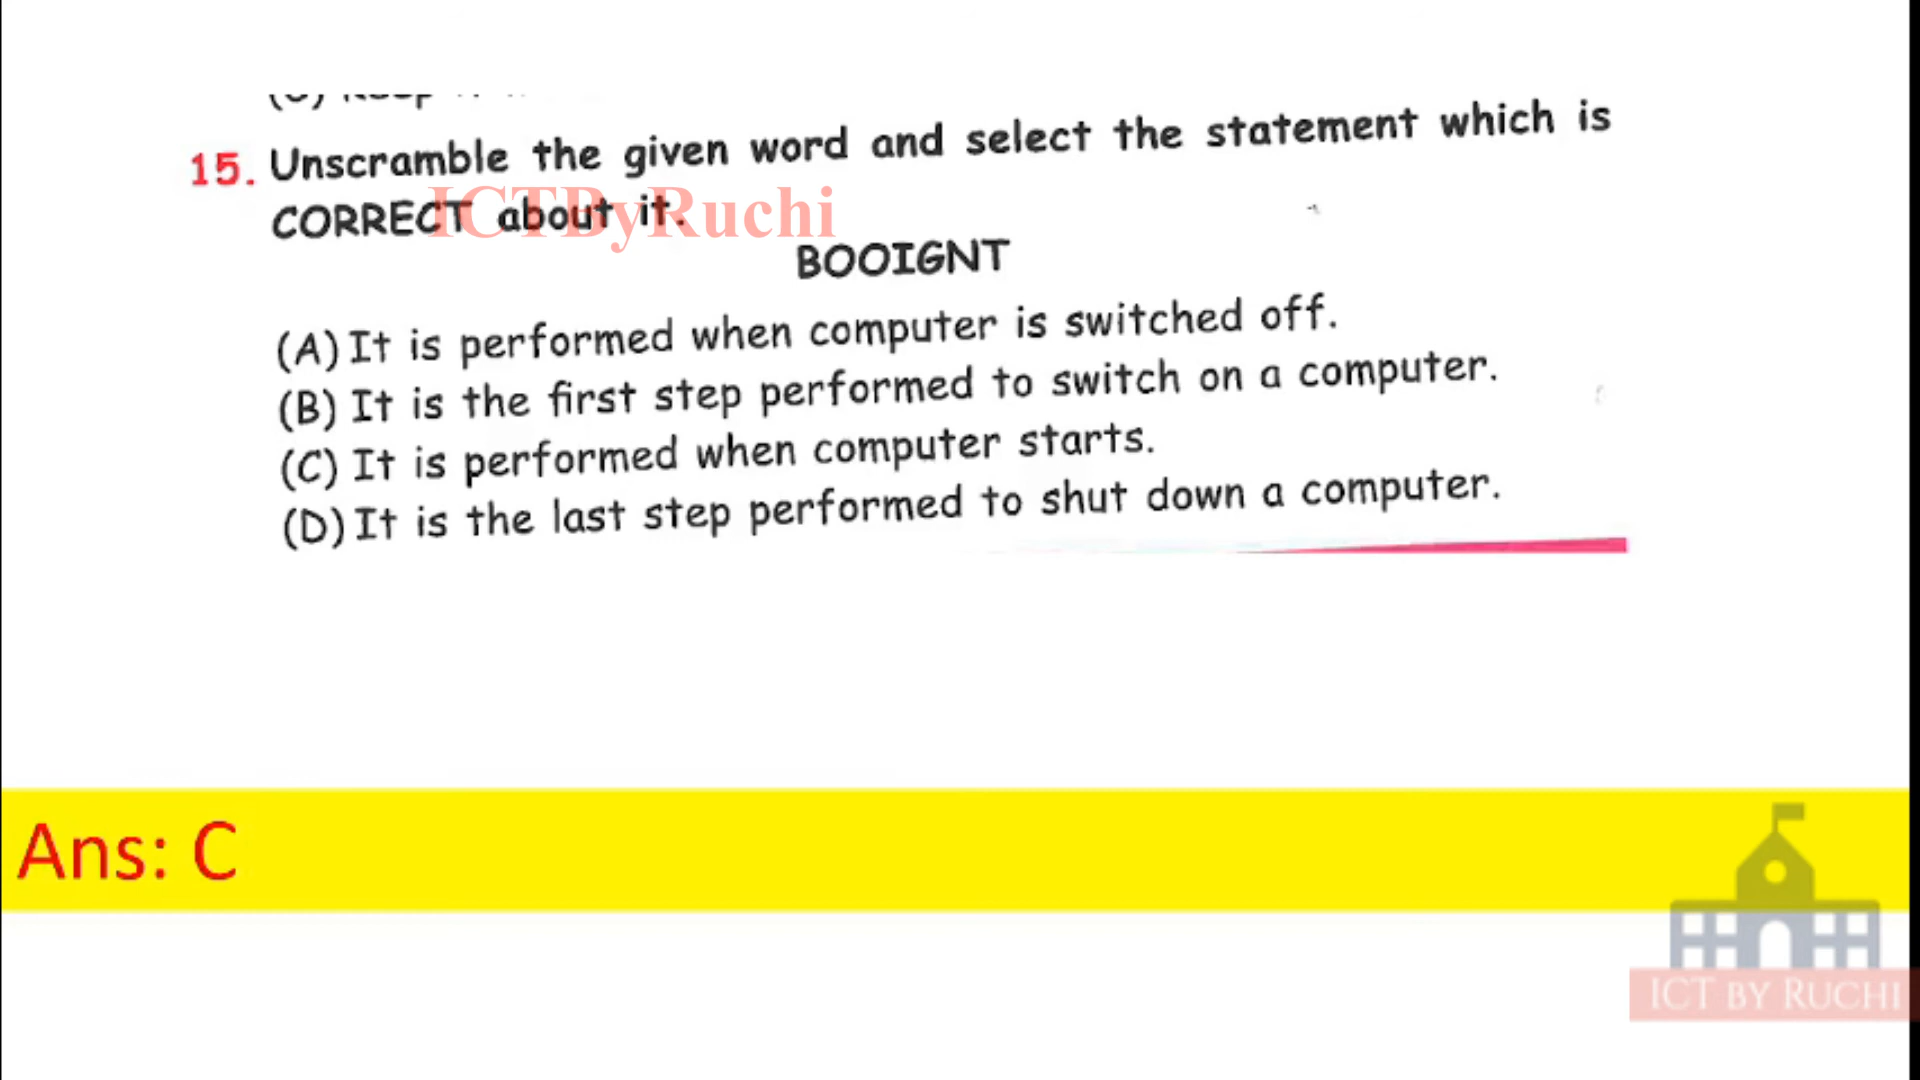 15. Unscramble the given word and select the statement which is
CORRECT about it.
ICTByRuchi
BOOIGNT
(A) It is performed when computer is switched off.
(B) It is the first step performed to switch on a computer.
(C) It is performed when computer starts.
(D) It is the last step performed to shut down a computer.
Ans: C
ICT BY RUCHI